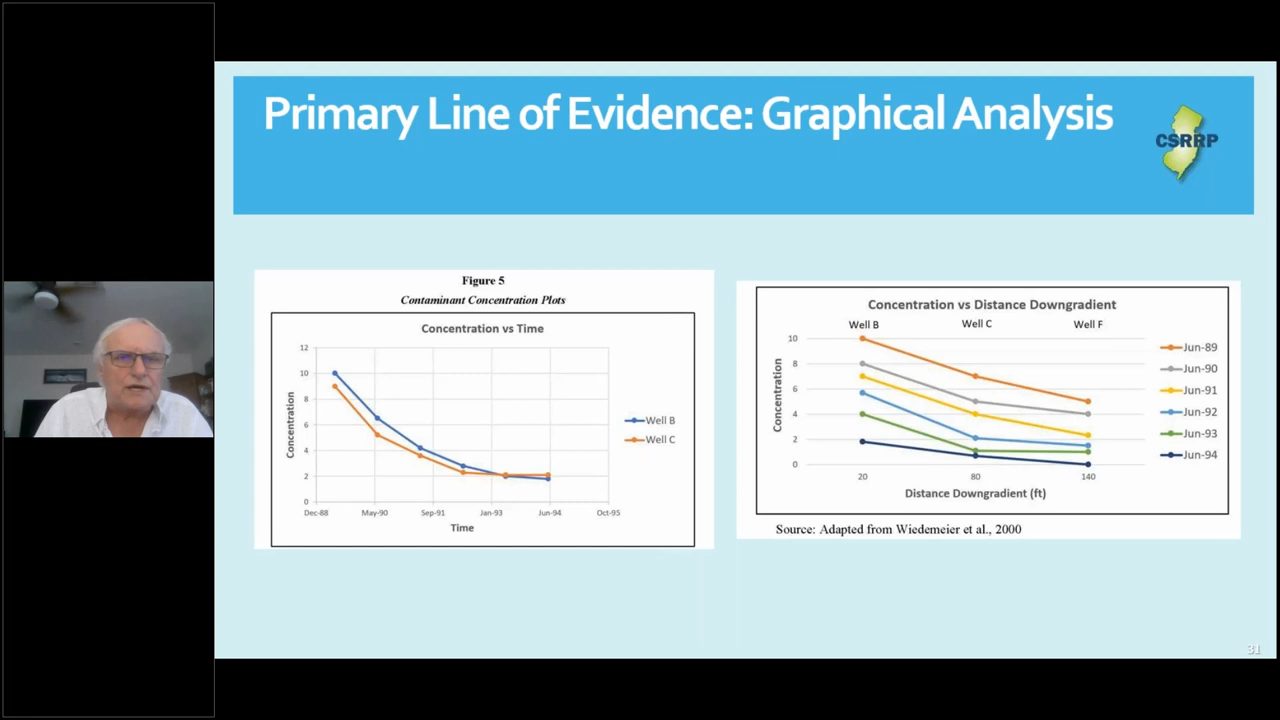 Primary Line of Evidence: Graphical Analysis
CSRRP
Figure 5
Contaminant Concentration Plots
Concentration vs Time
12
10
8
6
4
2
0
Concentration
Dec-88 May-90 Sep-91 Jan-93 Jun-94 Oct-95
Time
Well B
Well C
Concentration vs Distance Downgradient
Well B Well C Well F
10
8
6
4
2
0
Concentration
20 80 140
Distance Downgradient (ft)
Jun-89
Jun-90
Jun-91
Jun-92
Jun-93
Jun-94
Source: Adapted from Wiedemeier et al., 2000
31